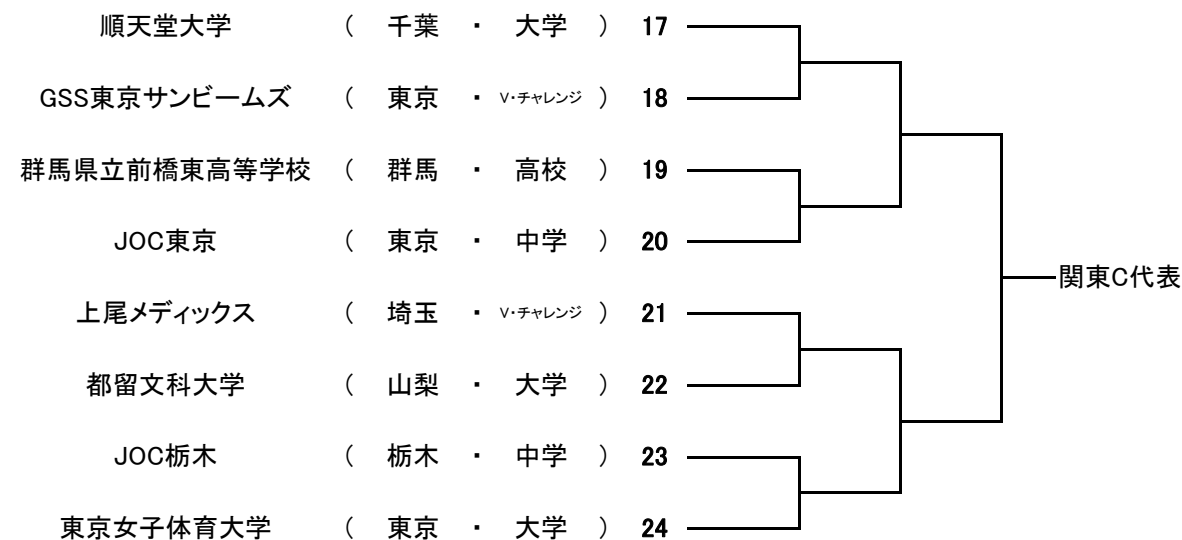 順天堂大学 ( 千葉 ・ 大学 ) 17
GSS東京サンビームズ ( 東京 ・ V・チャレンジ ) 18
群馬県立前橋東高等学校 ( 群馬 ・ 高校 ) 19
JOC東京 ( 東京 ・ 中学 ) 20
関東C代表
上尾メディックス ( 埼玉 ・ V・チャレンジ ) 21
都留文科大学 ( 山梨 ・ 大学 ) 22
JOC栃木 ( 栃木 ・ 中学 ) 23
東京女子体育大学 ( 東京 ・ 大学 ) 24